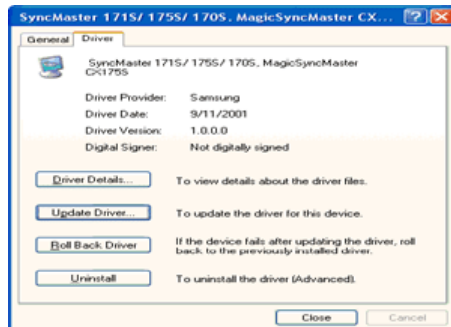 SyncMaster 171S/ 175S/ 170S, MagicSyncMaster CX...
General
Driver
SyncMaster 171S/ 175S/ 170S, MagicSyncMaster
CX175S
Driver Provider: Samsung
Driver Date: 9/11/2001
Driver Version: 1.0.0.0
Digital Signer: Not digitally signed
Driver Details...
To view details about the driver files.
Update Driver...
To update the driver for this device.
Roll Back Driver
If the device fails after updating the driver, roll
back to the previously installed driver.
Uninstall
To uninstall the driver (Advanced).
Close
Cancel